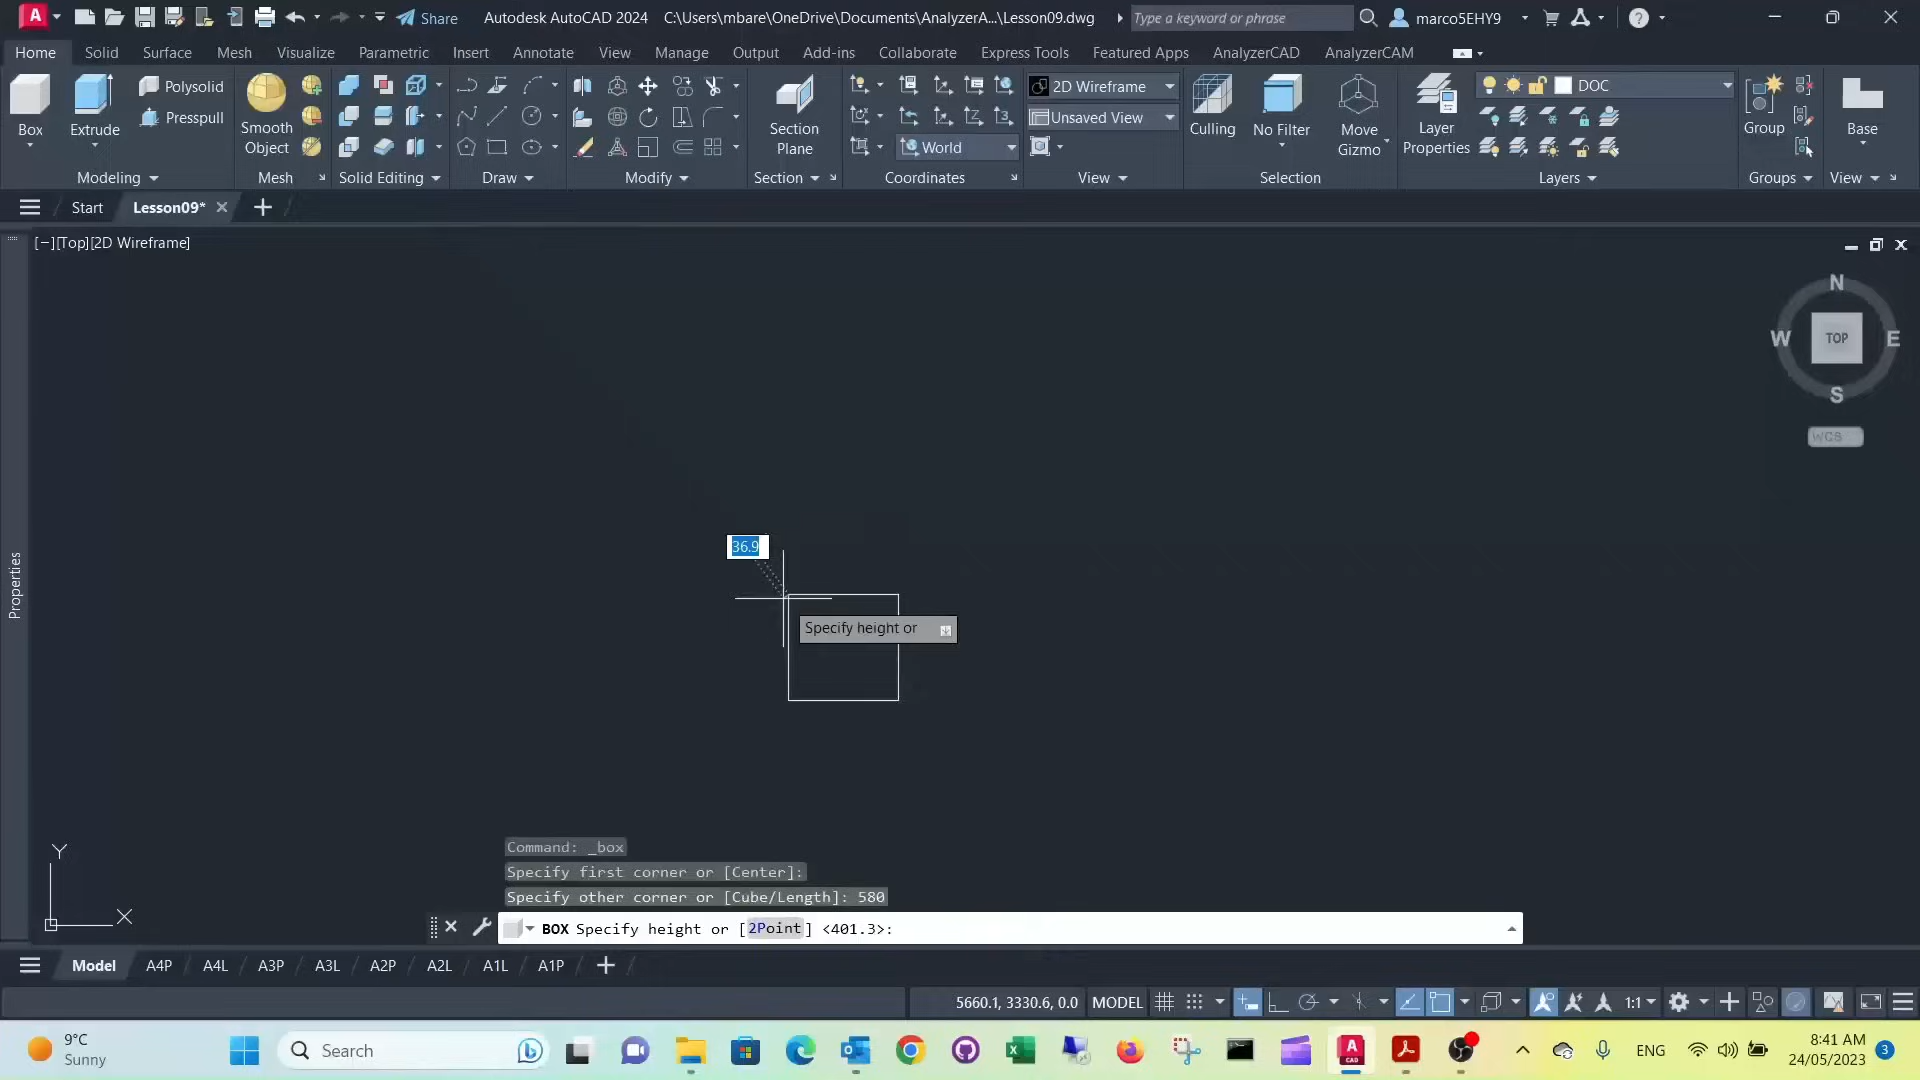 Share
Autodesk AutoCAD 2024 C:\Users\mbare\OneDrive\Documents\AnalyzerA...\Lesson09.dwg
Type a keyword or phrase
marco5EHY9
Home Solid Surface Mesh Visualize Parametric Insert Annotate View Manage Output Add-ins Collaborate Express Tools Featured Apps AnalyzerCAD AnalyzerCAM
Box
Extrude
Polysolid
Presspull
Smooth
Object
Section
Plane
World
2D Wireframe
Unsaved View
Culling
No Filter
Move
Gizmo
Layer
Properties
DOC
Group
Base
Modeling Mesh Solid Editing Draw Modify Section Coordinates View Selection Layers Groups View
Start Lesson09*
[−][Top][2D Wireframe]
N
W TOP E
S
WCS
Properties
36.9
Specify height or
Y
X
Command: _box
Specify first corner or [Center]:
Specify other corner or [Cube/Length]: 580
BOX Specify height or [2Point] <401.3>:
Model A4P A4L A3P A3L A2P A2L A1L A1P
5660.1, 3330.6, 0.0 MODEL 1:1
9°C
Sunny
Search
ENG
8:41 AM
24/05/2023
3